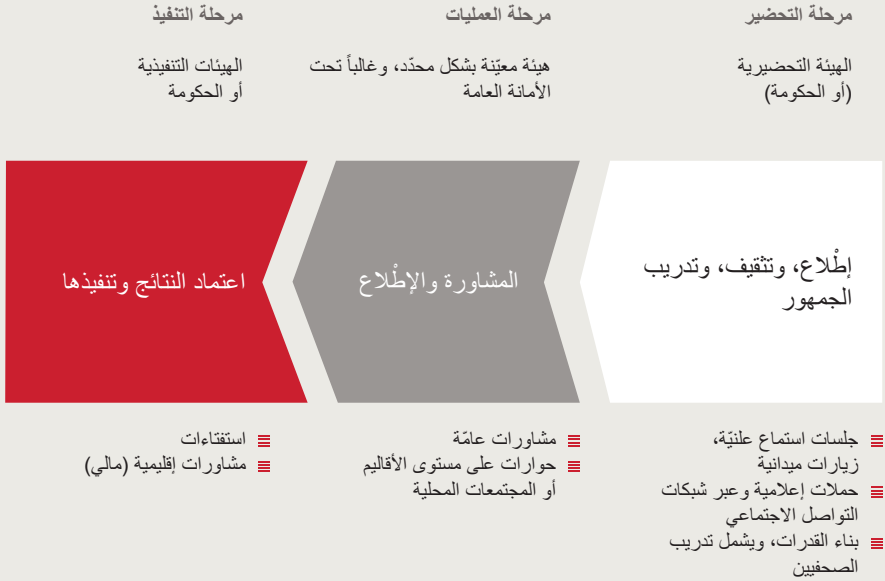 مرحلة التحضير
مرحلة العمليات
مرحلة التنفيذ
الهيئة التحضيرية
(أو الحكومة)
هيئة معيّنة بشكل محدّد، وغالباً تحت
الأمانة العامة
الهيئات التنفيذية
أو الحكومة
إطْلاع، وتثقيف، وتدريب
الجمهور
المشاورة والإطْلاع
اعتماد النتائج وتنفيذها
جلسات استماع علنيّة،
زيارات ميدانية
حملات إعلامية وعبر شبكات
التواصل الاجتماعي
بناء القدرات، ويشمل تدريب
الصحفيين
مشاورات عامّة
حوارات على مستوى الأقاليم
أو المجتمعات المحلية
استفتاءات
مشاورات إقليمية (مالي)